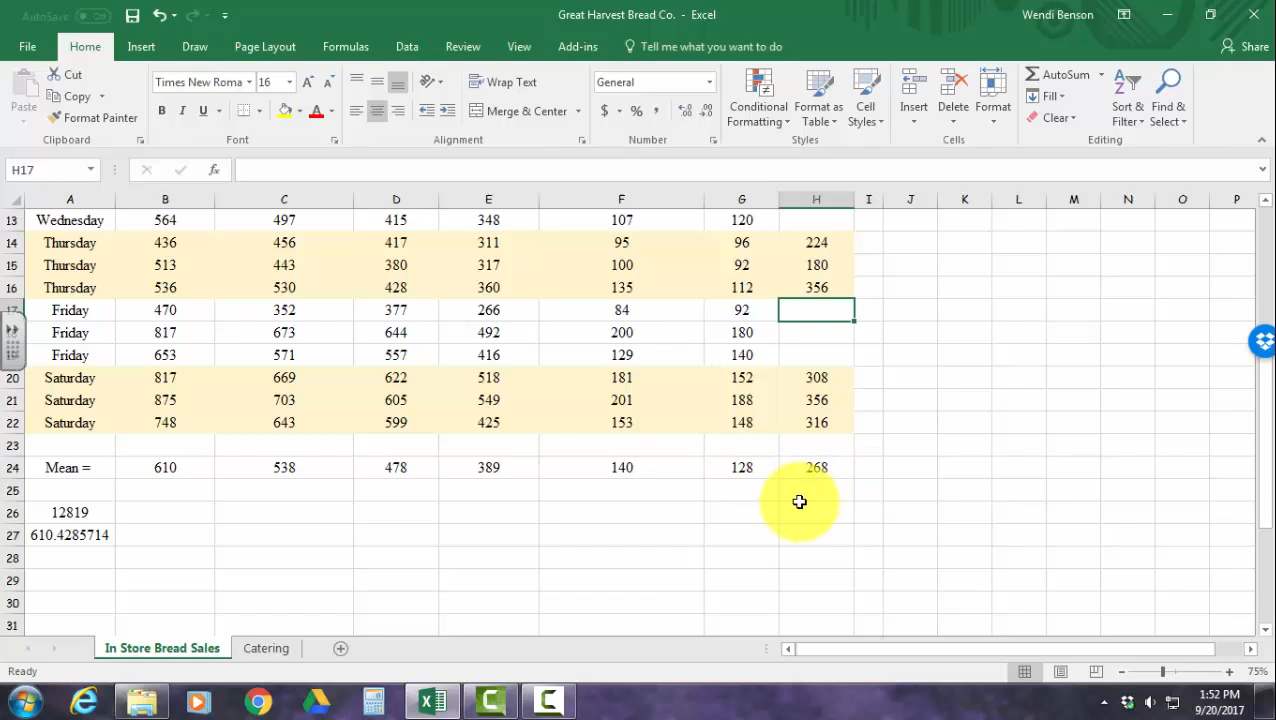 AutoSave Off
Great Harvest Bread Co. - Excel
Wendi Benson
File Home Insert Draw Page Layout Formulas Data Review View Add-ins Tell me what you want to do Share
Paste
Cut
Copy
Format Painter
Clipboard
Times New Roma 16
B I U
Font
Wrap Text
Merge & Center
Alignment
General
$ % ,
Number
Conditional Formatting
Format as Table
Cell Styles
Styles
Insert
Delete
Format
Cells
AutoSum
Fill
Clear
Sort & Filter
Find & Select
Editing
H17 fx
A B C D E F G H I J K L M N O P
13 Wednesday 564 497 415 348 107 120
14 Thursday 436 456 417 311 95 96 224
15 Thursday 513 443 380 317 100 92 180
16 Thursday 536 530 428 360 135 112 356
17 Friday 470 352 377 266 84 92
Friday 817 673 644 492 200 180
Friday 653 571 557 416 129 140
20 Saturday 817 669 622 518 181 152 308
21 Saturday 875 703 605 549 201 188 356
22 Saturday 748 643 599 425 153 148 316
23
24 Mean = 610 538 478 389 140 128 268
25
26 12819
27 610.4285714
28
29
30
31
In Store Bread Sales Catering
Ready
75%
1:52 PM
9/20/2017